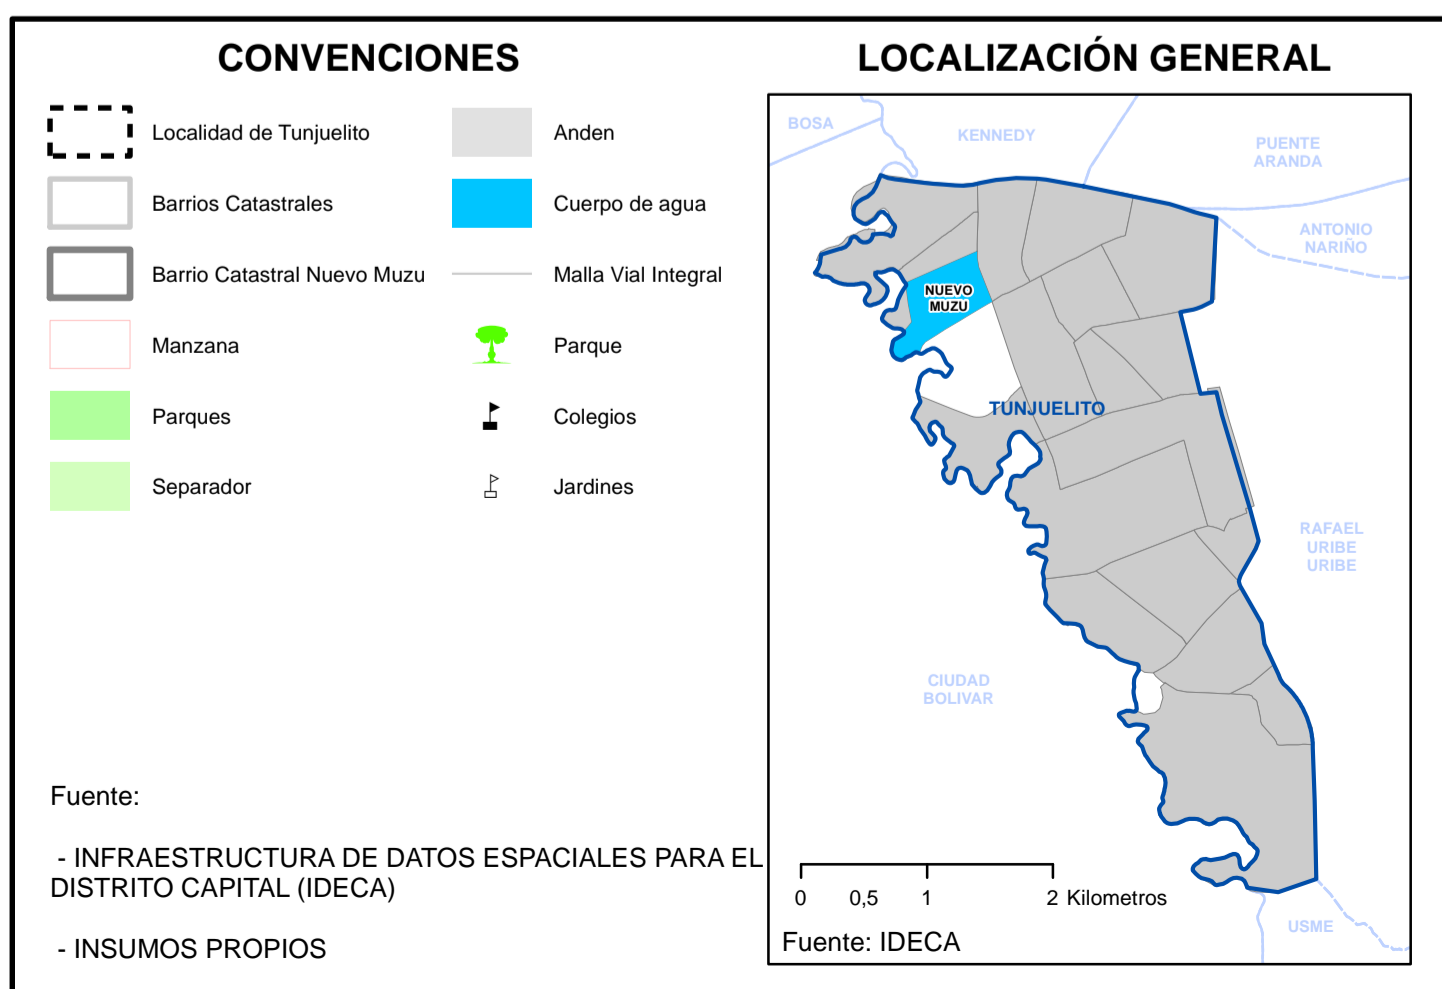 CONVENCIONES
Localidad de Tunjuelito
Barrios Catastrales
Barrio Catastral Nuevo Muzu
Manzana
Parques
Separador
Anden
Cuerpo de agua
Malla Vial Integral
Parque
Colegios
Jardines
Fuente:
- INFRAESTRUCTURA DE DATOS ESPACIALES PARA EL
DISTRITO CAPITAL (IDECA)
- INSUMOS PROPIOS
LOCALIZACIÓN GENERAL
BOSA
KENNEDY
PUENTE
ARANDA
ANTONIO
NARIÑO
NUEVO
MUZU
TUNJUELITO
RAFAEL
URIBE
URIBE
CIUDAD
BOLIVAR
USME
0 0,5 1 2 Kilometros
Fuente: IDECA